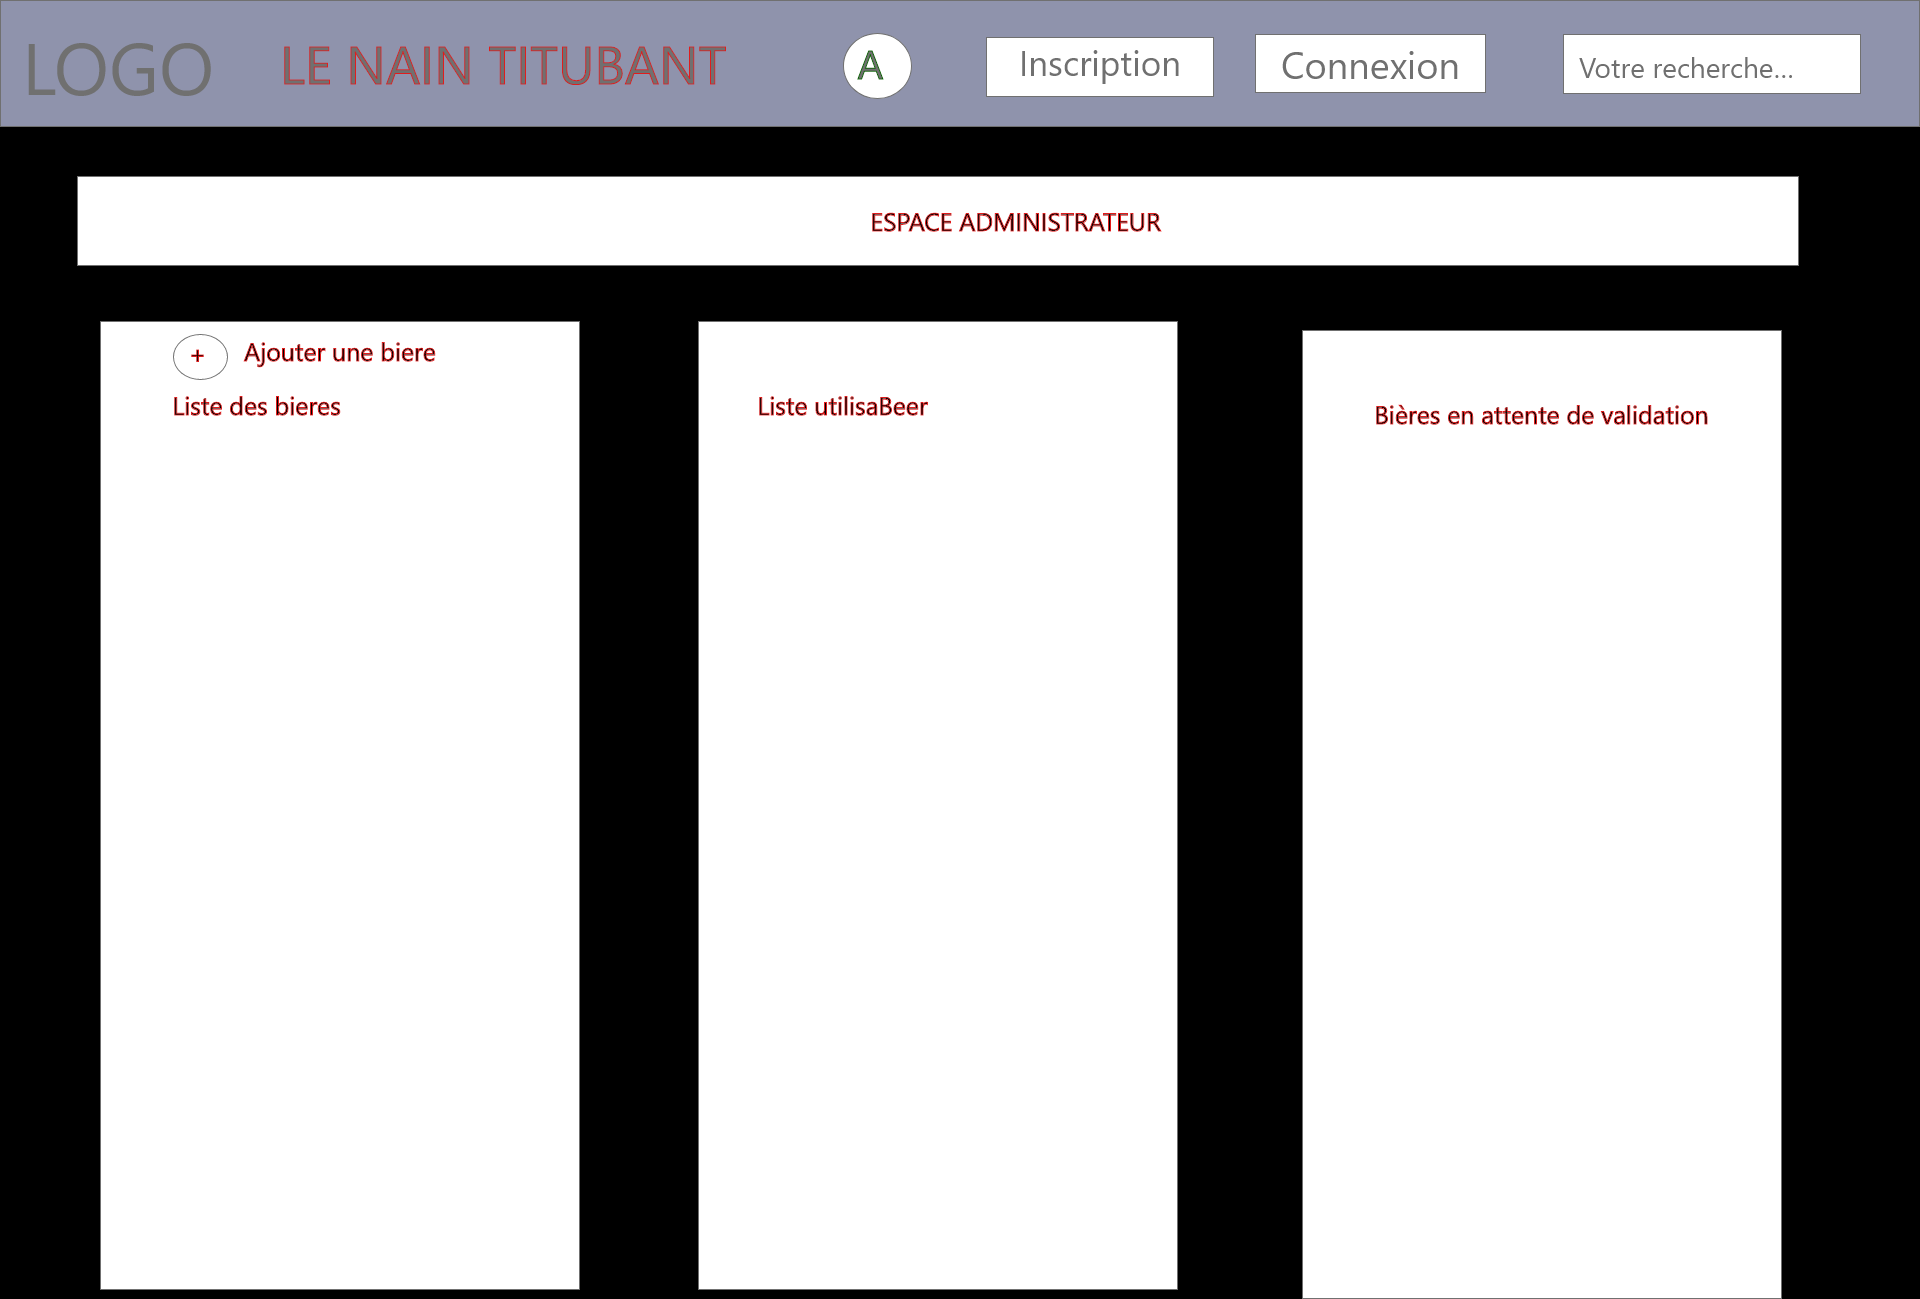 LOGO
LE NAIN TITUBANT
A
Inscription
Connexion
Votre recherche...
ESPACE ADMINISTRATEUR
+ Ajouter une biere
Liste des bieres
Liste utilisaBeer
Bières en attente de validation